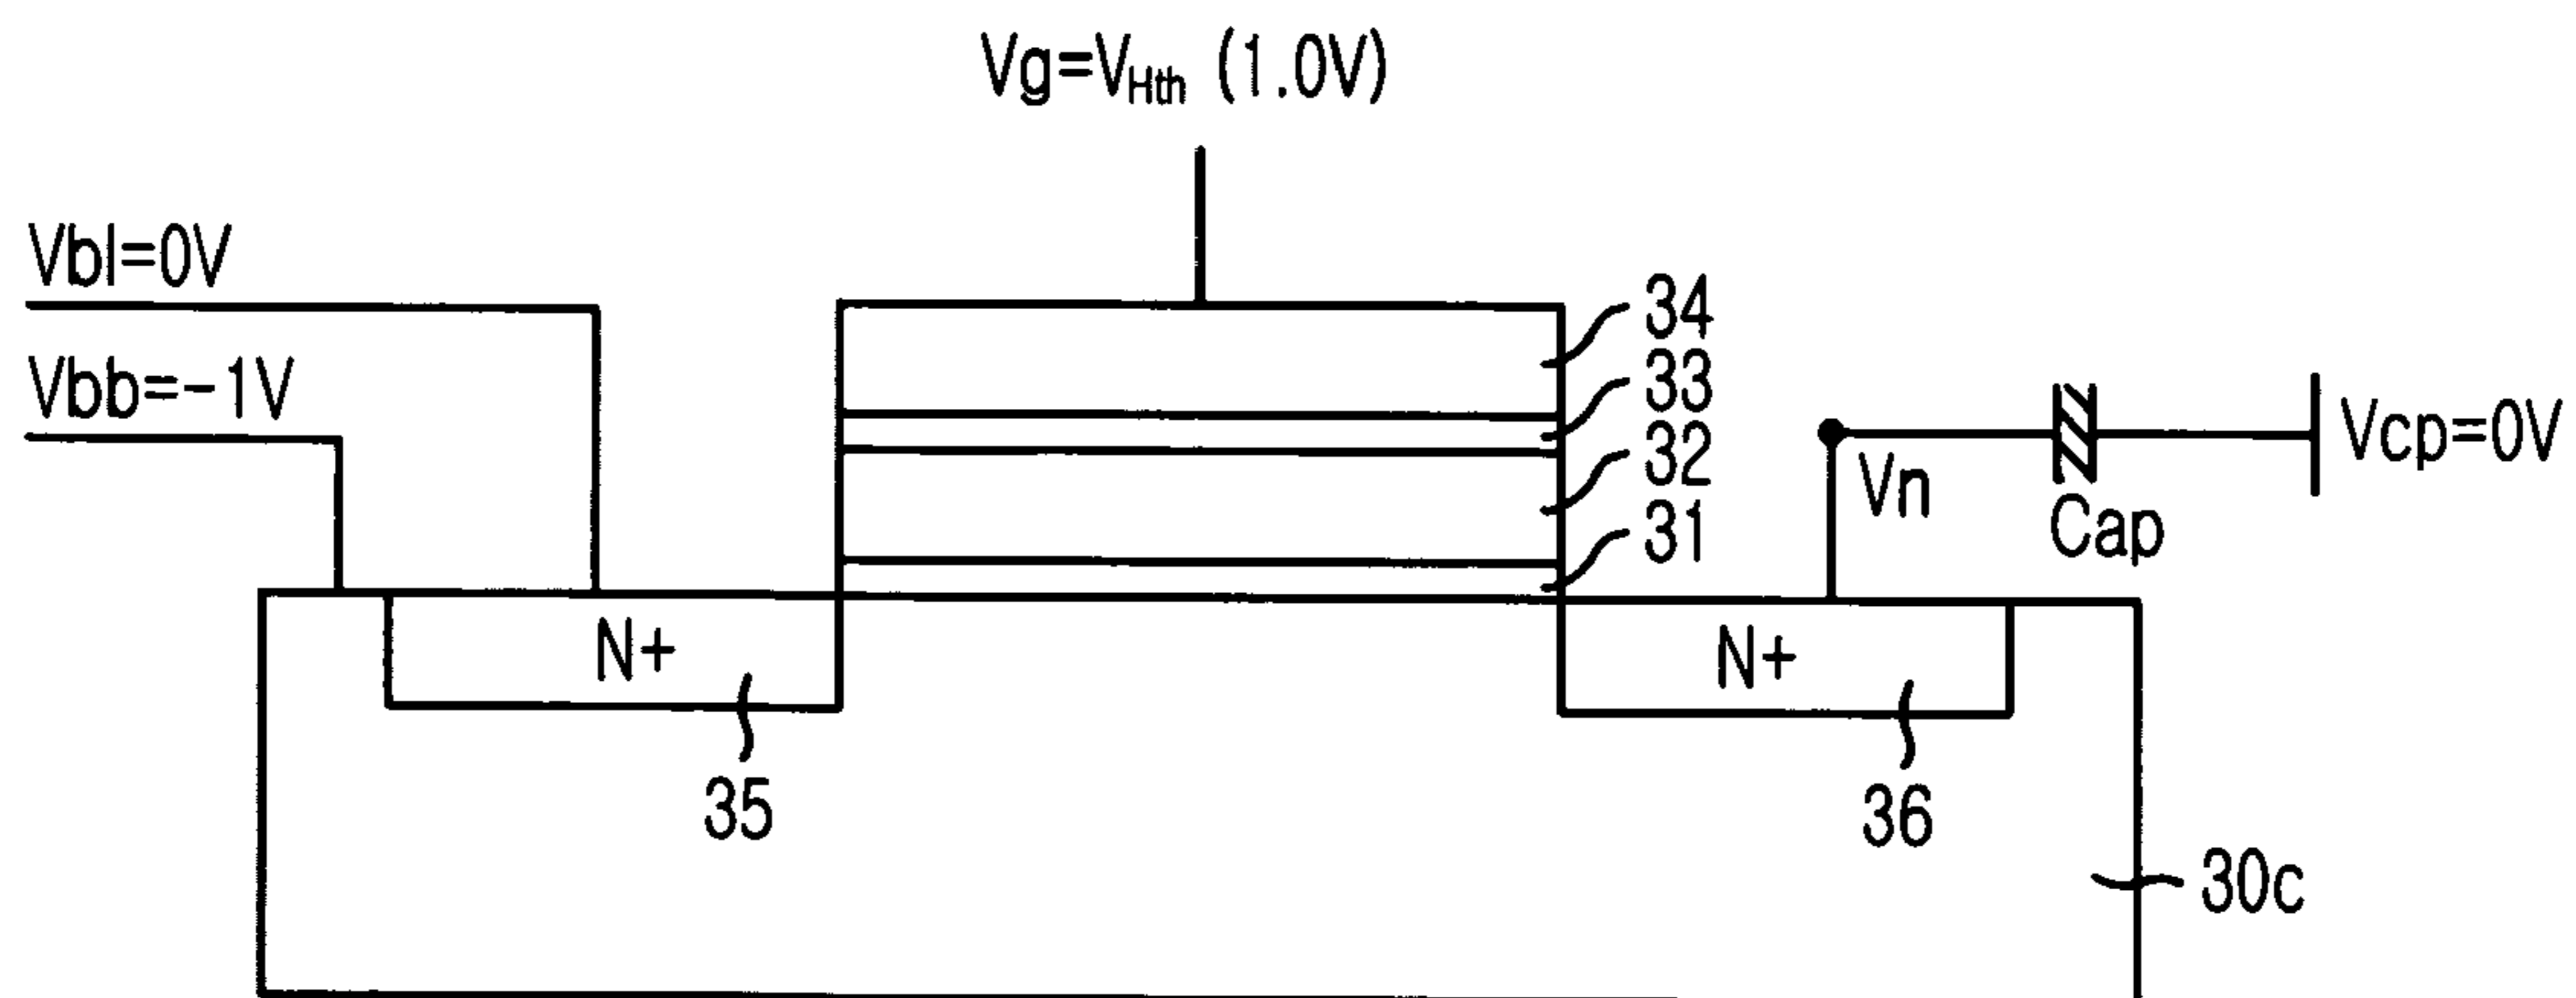 Vg=VHth (1.0V)
Vbl=0V
Vbb=-1V
34
33
32
31
Vn
Cap
Vcp=0V
N+
N+
35
36
30c